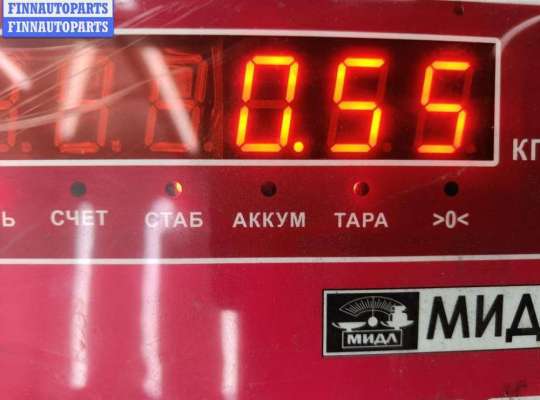 FINNAUTOPARTS
FINNAUTOPARTS
0.55
КГ
Ь СЧЕТ СТАБ АККУМ ТАРА >0<
МИДЛ МИД